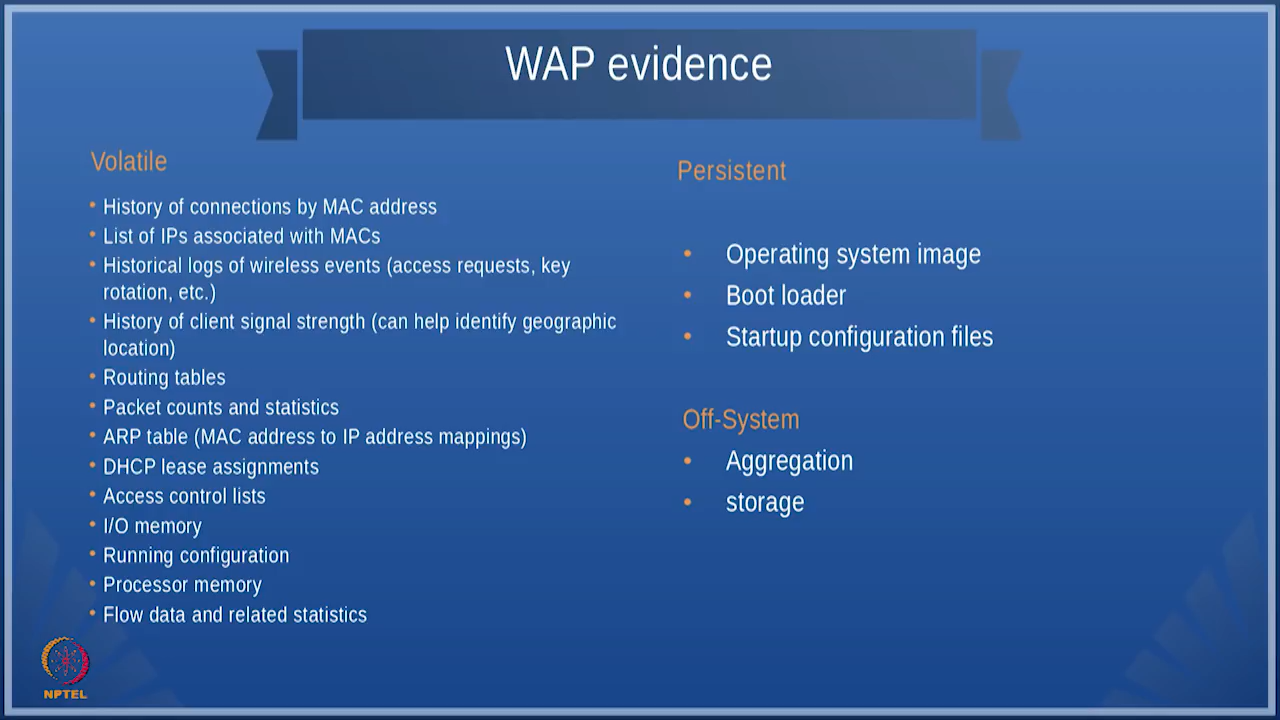 WAP evidence
Volatile
• History of connections by MAC address
• List of IPs associated with MACs
• Historical logs of wireless events (access requests, key
rotation, etc.)
• History of client signal strength (can help identify geographic
location)
• Routing tables
• Packet counts and statistics
• ARP table (MAC address to IP address mappings)
• DHCP lease assignments
• Access control lists
• I/O memory
• Running configuration
• Processor memory
• Flow data and related statistics
Persistent
• Operating system image
• Boot loader
• Startup configuration files
Off-System
• Aggregation
• storage
NPTEL